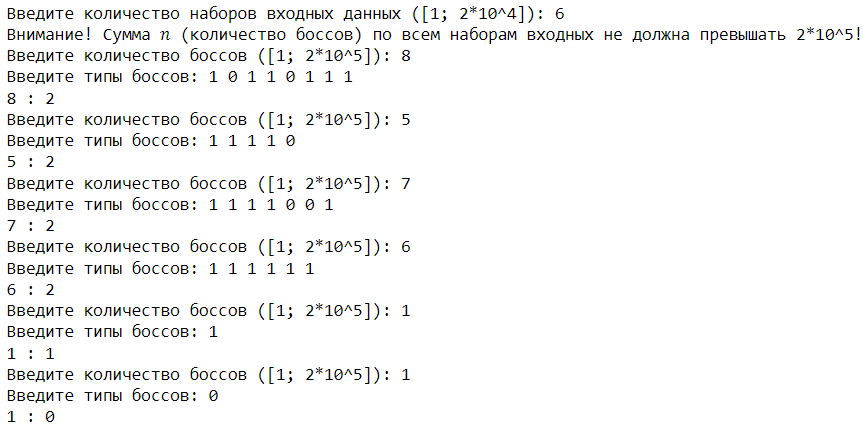 Введите количество наборов входных данных ([1; 2*10^4]): 6
Внимание! Сумма n (количество боссов) по всем наборам входных не должна превышать 2*10^5!
Введите количество боссов ([1; 2*10^5]): 8
Введите типы боссов: 1 0 1 1 0 1 1 1
8 : 2
Введите количество боссов ([1; 2*10^5]): 5
Введите типы боссов: 1 1 1 1 0
5 : 2
Введите количество боссов ([1; 2*10^5]): 7
Введите типы боссов: 1 1 1 1 0 0 1
7 : 2
Введите количество боссов ([1; 2*10^5]): 6
Введите типы боссов: 1 1 1 1 1 1
6 : 2
Введите количество боссов ([1; 2*10^5]): 1
Введите типы боссов: 1
1 : 1
Введите количество боссов ([1; 2*10^5]): 1
Введите типы боссов: 0
1 : 0